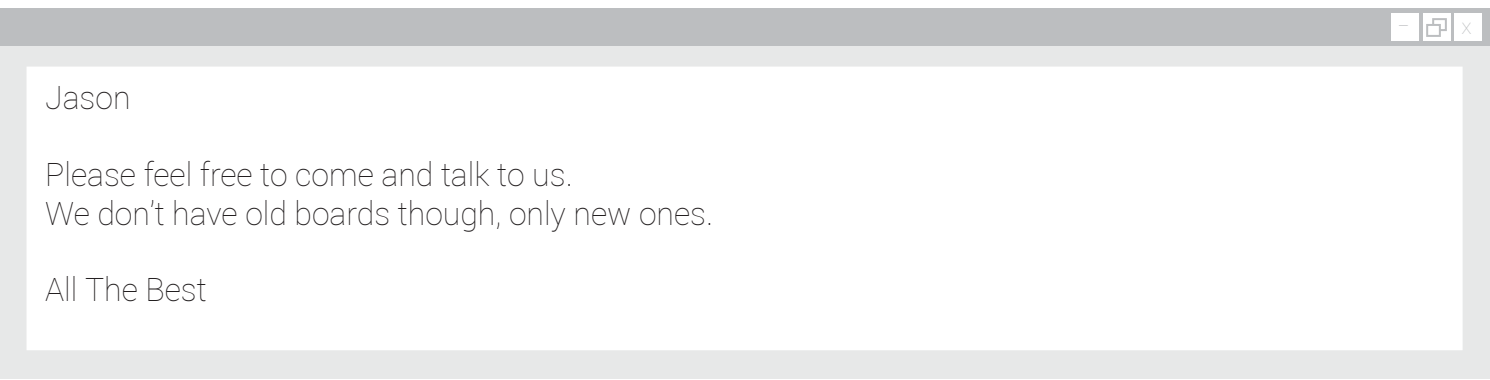 Jason
Please feel free to come and talk to us.
We don’t have old boards though, only new ones.
All The Best